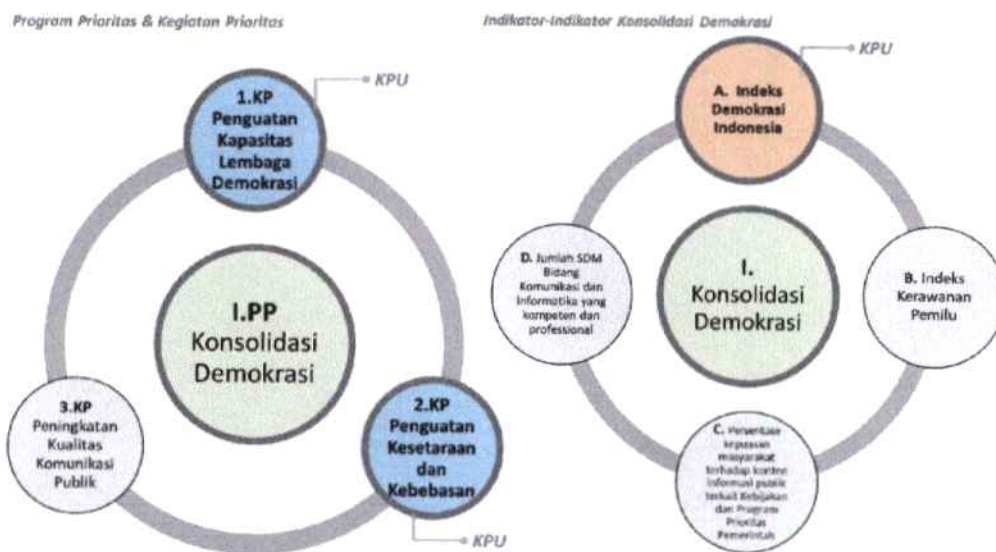 Program Prioritas & Kegiatan Prioritas
KPU
1.KP
Penguatan
Kapasitas
Lembaga
Demokrasi
I.PP
Konsolidasi
Demokrasi
3.KP
Peningkatan
Kualitas
Komunikasi
Publik
2.KP
Penguatan
Kesetaraan
dan
Kebebasan
KPU
Indikator-Indikator Konsolidasi Demokrasi
KPU
A. Indeks
Demokrasi
Indonesia
D. Jumlah SDM
Bidang
Komunikasi dan
Informatika yang
kompeten dan
professional
I.
Konsolidasi
Demokrasi
B. Indeks
Kerawanan
Pemilu
C. Persentase
kepuasan
masyarakat
terhadap konten
informasi publik
terkait Kebijakan
dan Program
Prioritas
Pemerintah